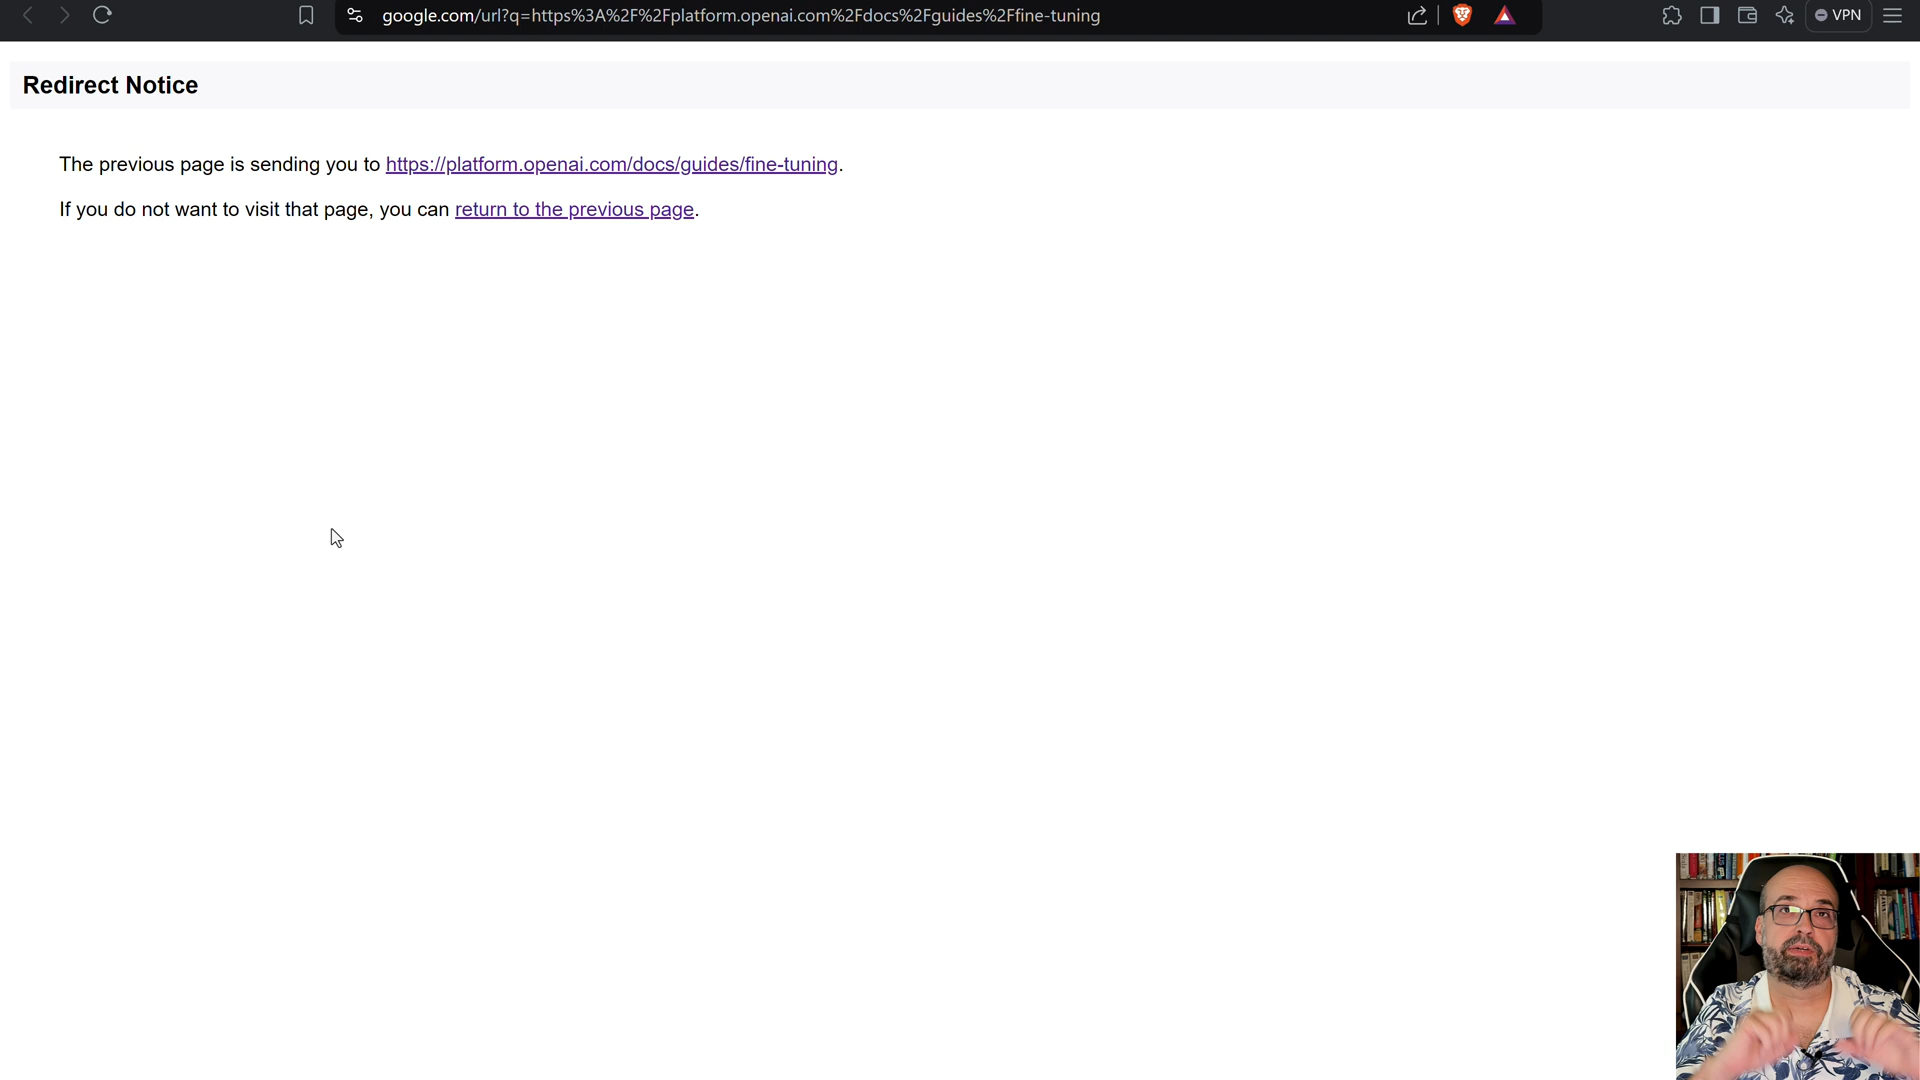 google.com/url?q=https%3A%2F%2Fplatform.openai.com%2Fdocs%2Fguides%2Ffine-tuning
VPN
Redirect Notice
The previous page is sending you to https://platform.openai.com/docs/guides/fine-tuning.
If you do not want to visit that page, you can return to the previous page.